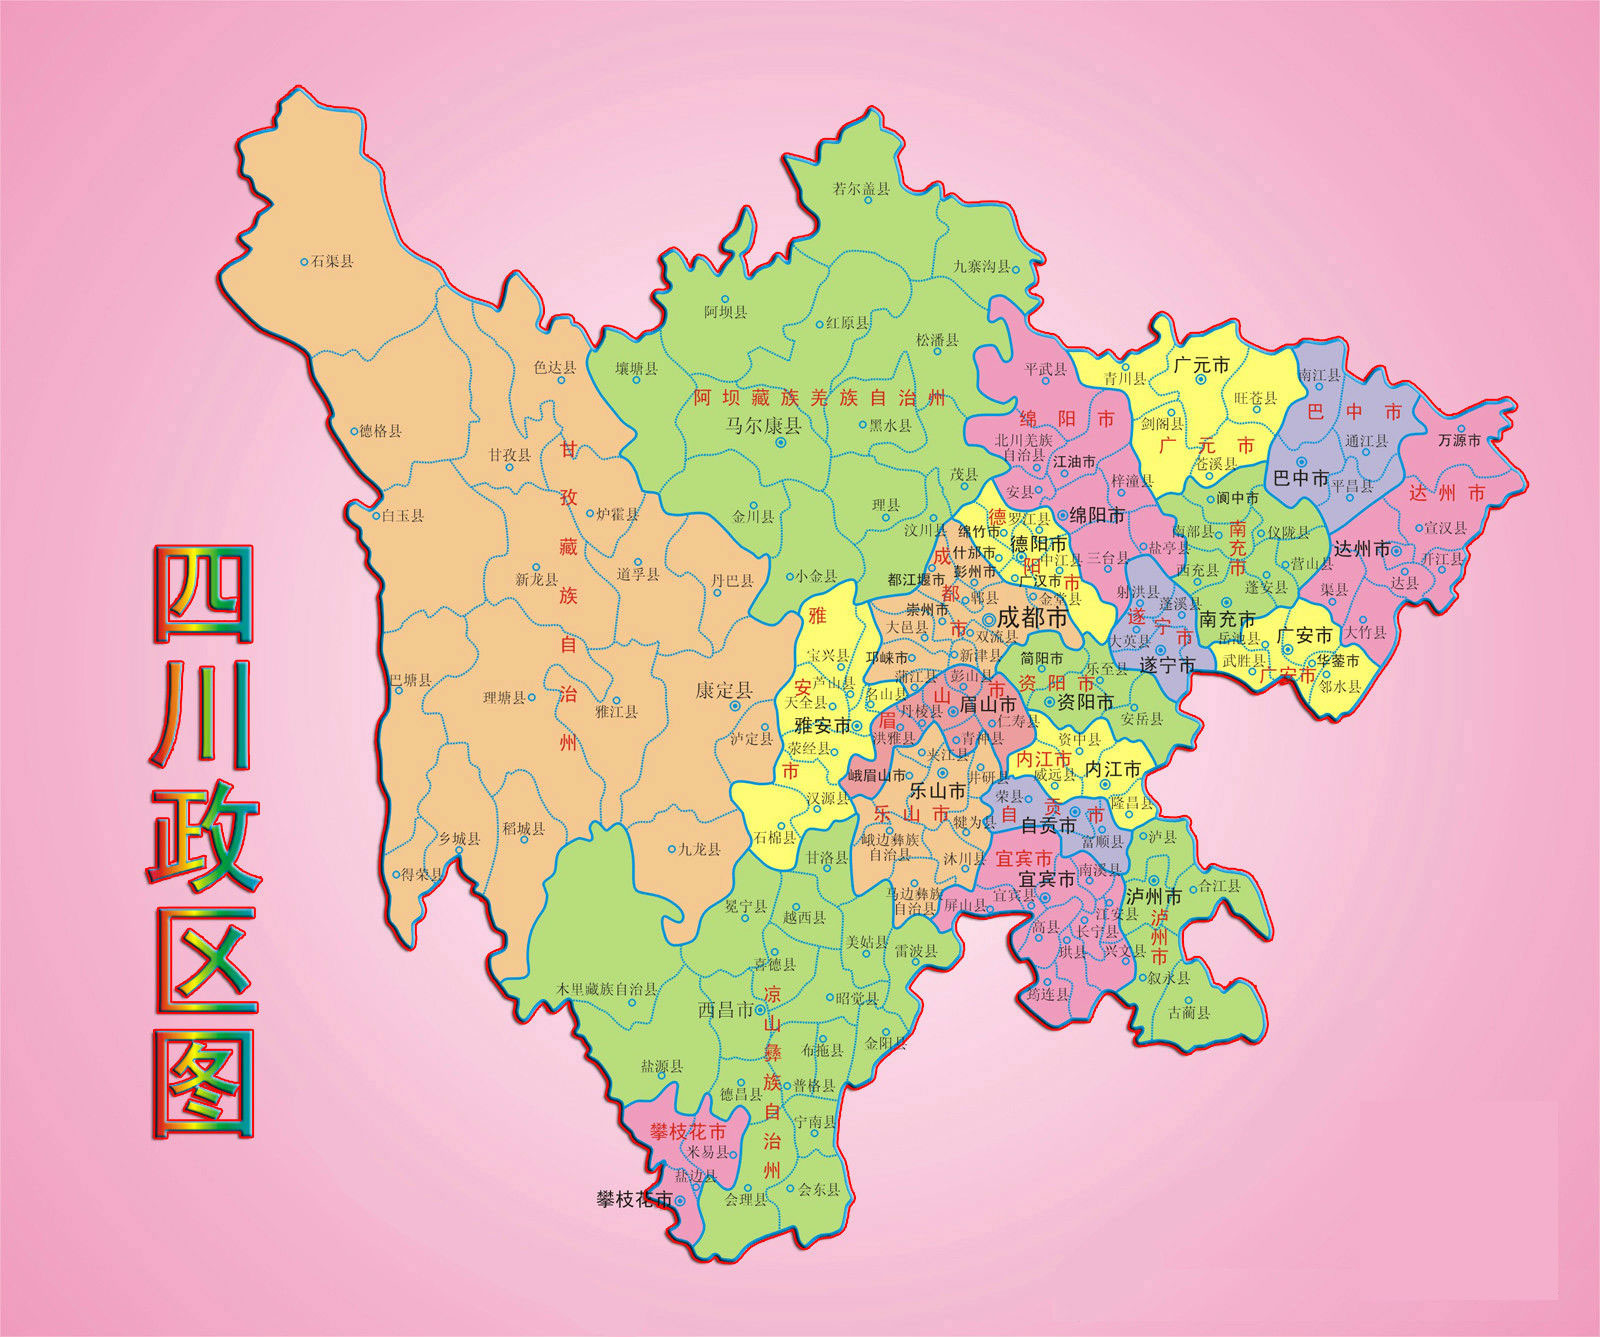 四川政区图
石渠县
德格县
色达县
甘孜县
白玉县
炉霍县
新龙县
道孚县
丹巴县
巴塘县
理塘县
雅江县
康定县
泸定县
乡城县
稻城县
得荣县
九龙县
甘孜藏族自治州
若尔盖县
九寨沟县
阿坝县
红原县
松潘县
壤塘县
阿坝藏族羌族自治州
马尔康县
黑水县
茂县
理县
金川县
汶川县
小金县
平武县
绵阳市
北川羌族
自治县
江油市
安县
梓潼县
绵阳市
三台县
盐亭县
青川县
广元市
旺苍县
剑阁县
广元市
苍溪县
南江县
巴中市
通江县
巴中市
平昌县
万源市
达州市
宣汉县
达州市
开江县
达县
渠县
大竹县
阆中市
南部县
仪陇县
南充市
营山县
西充县
蓬安县
南充市
岳池县
广安市
武胜县
华蓥市
广安市
邻水县
射洪县
蓬溪县
遂宁市
大英县
遂宁市
德阳市
罗江县
绵竹市
德阳市
什邡市
中江县
广汉市
成都市
彭州市
都江堰市
郫县
金堂县
崇州市
成都市
大邑县
双流县
邛崃市
新津县
蒲江县
简阳市
乐至县
资阳市
资阳市
安岳县
彭山县
眉山市
眉山市
丹棱县
仁寿县
洪雅县
青神县
雅安市
宝兴县
芦山县
天全县
名山县
雅安市
荥经县
汉源县
石棉县
夹江县
峨眉山市
井研县
乐山市
乐山市
犍为县
峨边彝族
自治县
沐川县
马边彝族
自治县
资中县
内江市
威远县
内江市
隆昌县
荣县
自贡市
自贡市
富顺县
宜宾市
宜宾市
南溪县
宜宾县
屏山县
江安县
高县
长宁县
珙县
兴文县
筠连县
泸县
合江县
泸州市
泸州市
叙永县
古蔺县
甘洛县
冕宁县
越西县
美姑县
雷波县
喜德县
木里藏族自治县
西昌市
昭觉县
凉山彝族自治州
布拖县
金阳县
盐源县
德昌县
普格县
宁南县
会理县
会东县
攀枝花市
米易县
盐边县
攀枝花市